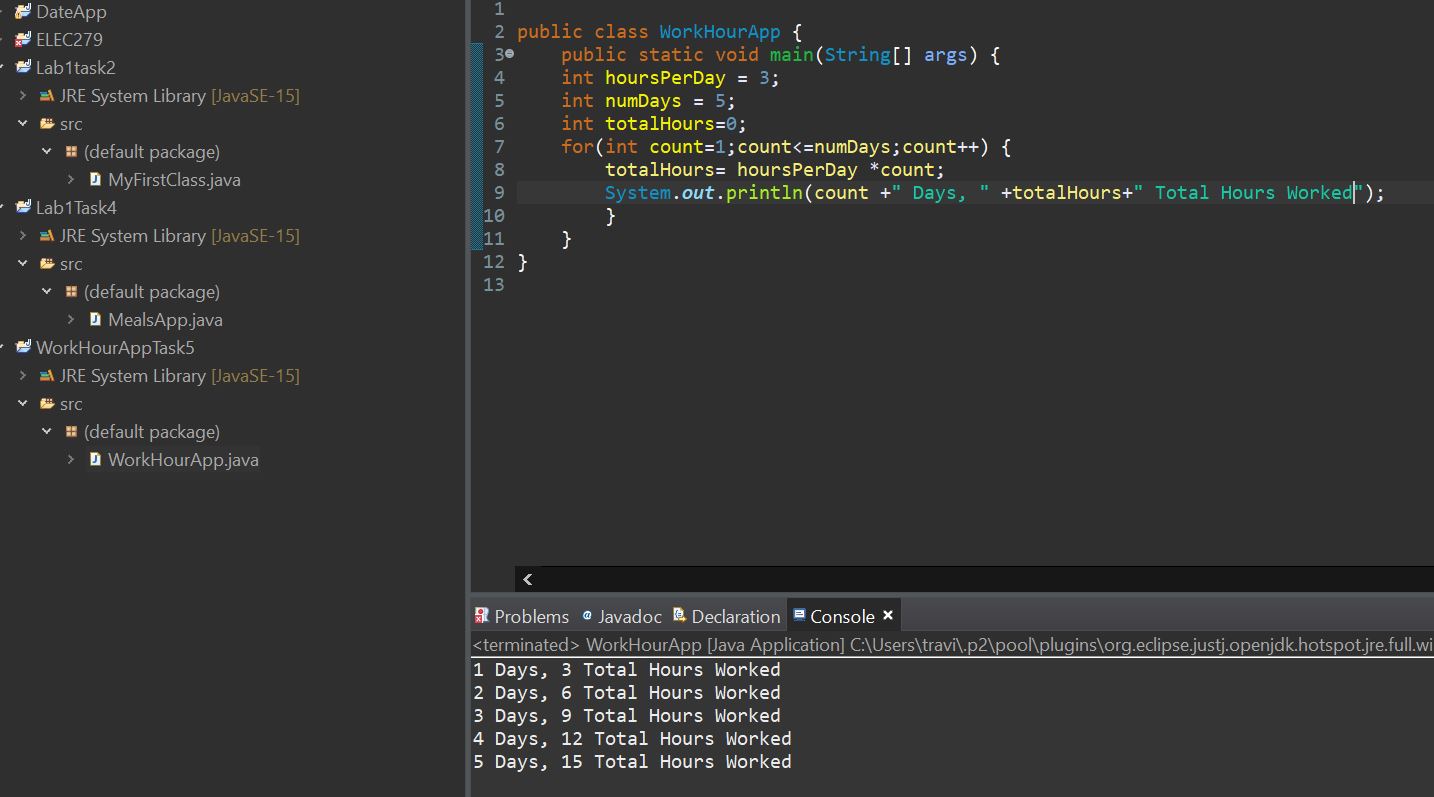 DateApp
ELEC279
Lab1task2
JRE System Library [JavaSE-15]
src
(default package)
MyFirstClass.java
Lab1Task4
JRE System Library [JavaSE-15]
src
(default package)
MealsApp.java
WorkHourAppTask5
JRE System Library [JavaSE-15]
src
(default package)
WorkHourApp.java
1
2 public class WorkHourApp {
3 public static void main(String[] args) {
4 int hoursPerDay = 3;
5 int numDays = 5;
6 int totalHours=0;
7 for(int count=1;count<=numDays;count++) {
8 totalHours= hoursPerDay *count;
9 System.out.println(count +" Days, " +totalHours+" Total Hours Worked");
10 }
11 }
12 }
13
Problems @ Javadoc Declaration Console
<terminated> WorkHourApp [Java Application] C:\Users\travi\.p2\pool\plugins\org.eclipse.justj.openjdk.hotspot.jre.full.wi
1 Days, 3 Total Hours Worked
2 Days, 6 Total Hours Worked
3 Days, 9 Total Hours Worked
4 Days, 12 Total Hours Worked
5 Days, 15 Total Hours Worked